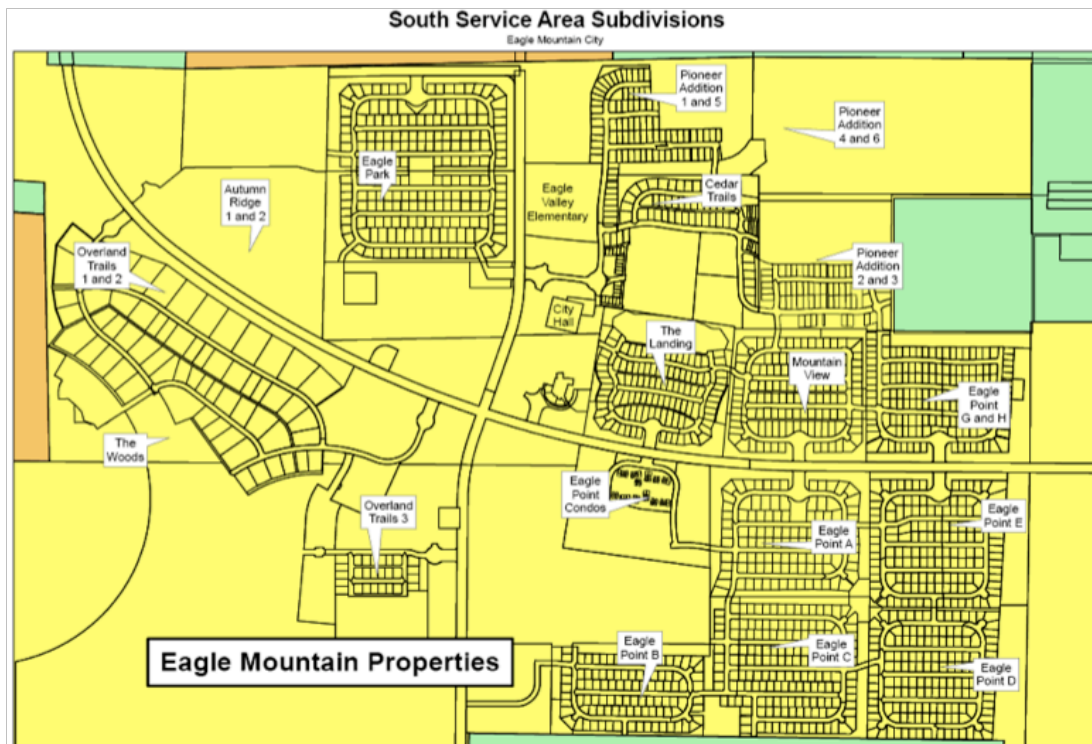 South Service Area Subdivisions
Eagle Mountain City
Pioneer
Addition
1 and 5
Pioneer
Addition
4 and 6
Eagle
Park
Autumn
Ridge
1 and 2
Eagle
Valley
Elementary
Cedar
Trails
Overland
Trails
1 and 2
Pioneer
Addition
2 and 3
City
Hall
The
Landing
Mountain
View
Eagle
Point
G and H
The
Woods
Eagle
Point
Condos
Overland
Trails 3
Eagle
Point A
Eagle
Point E
Eagle
Point B
Eagle
Point C
Eagle
Point D
Eagle Mountain Properties